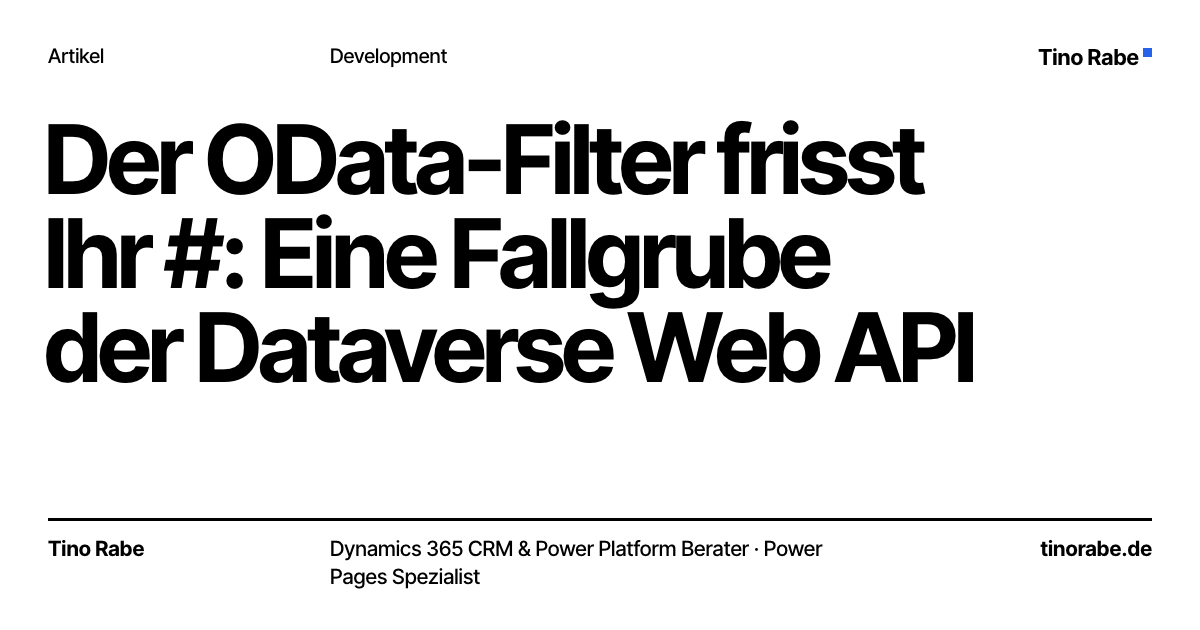 Artikel
Development
Tino Rabe
Der OData-Filter frisst
Ihr #: Eine Fallgrube
der Dataverse Web API
Tino Rabe
Dynamics 365 CRM & Power Platform Berater · Power
Pages Spezialist
tinorabe.de